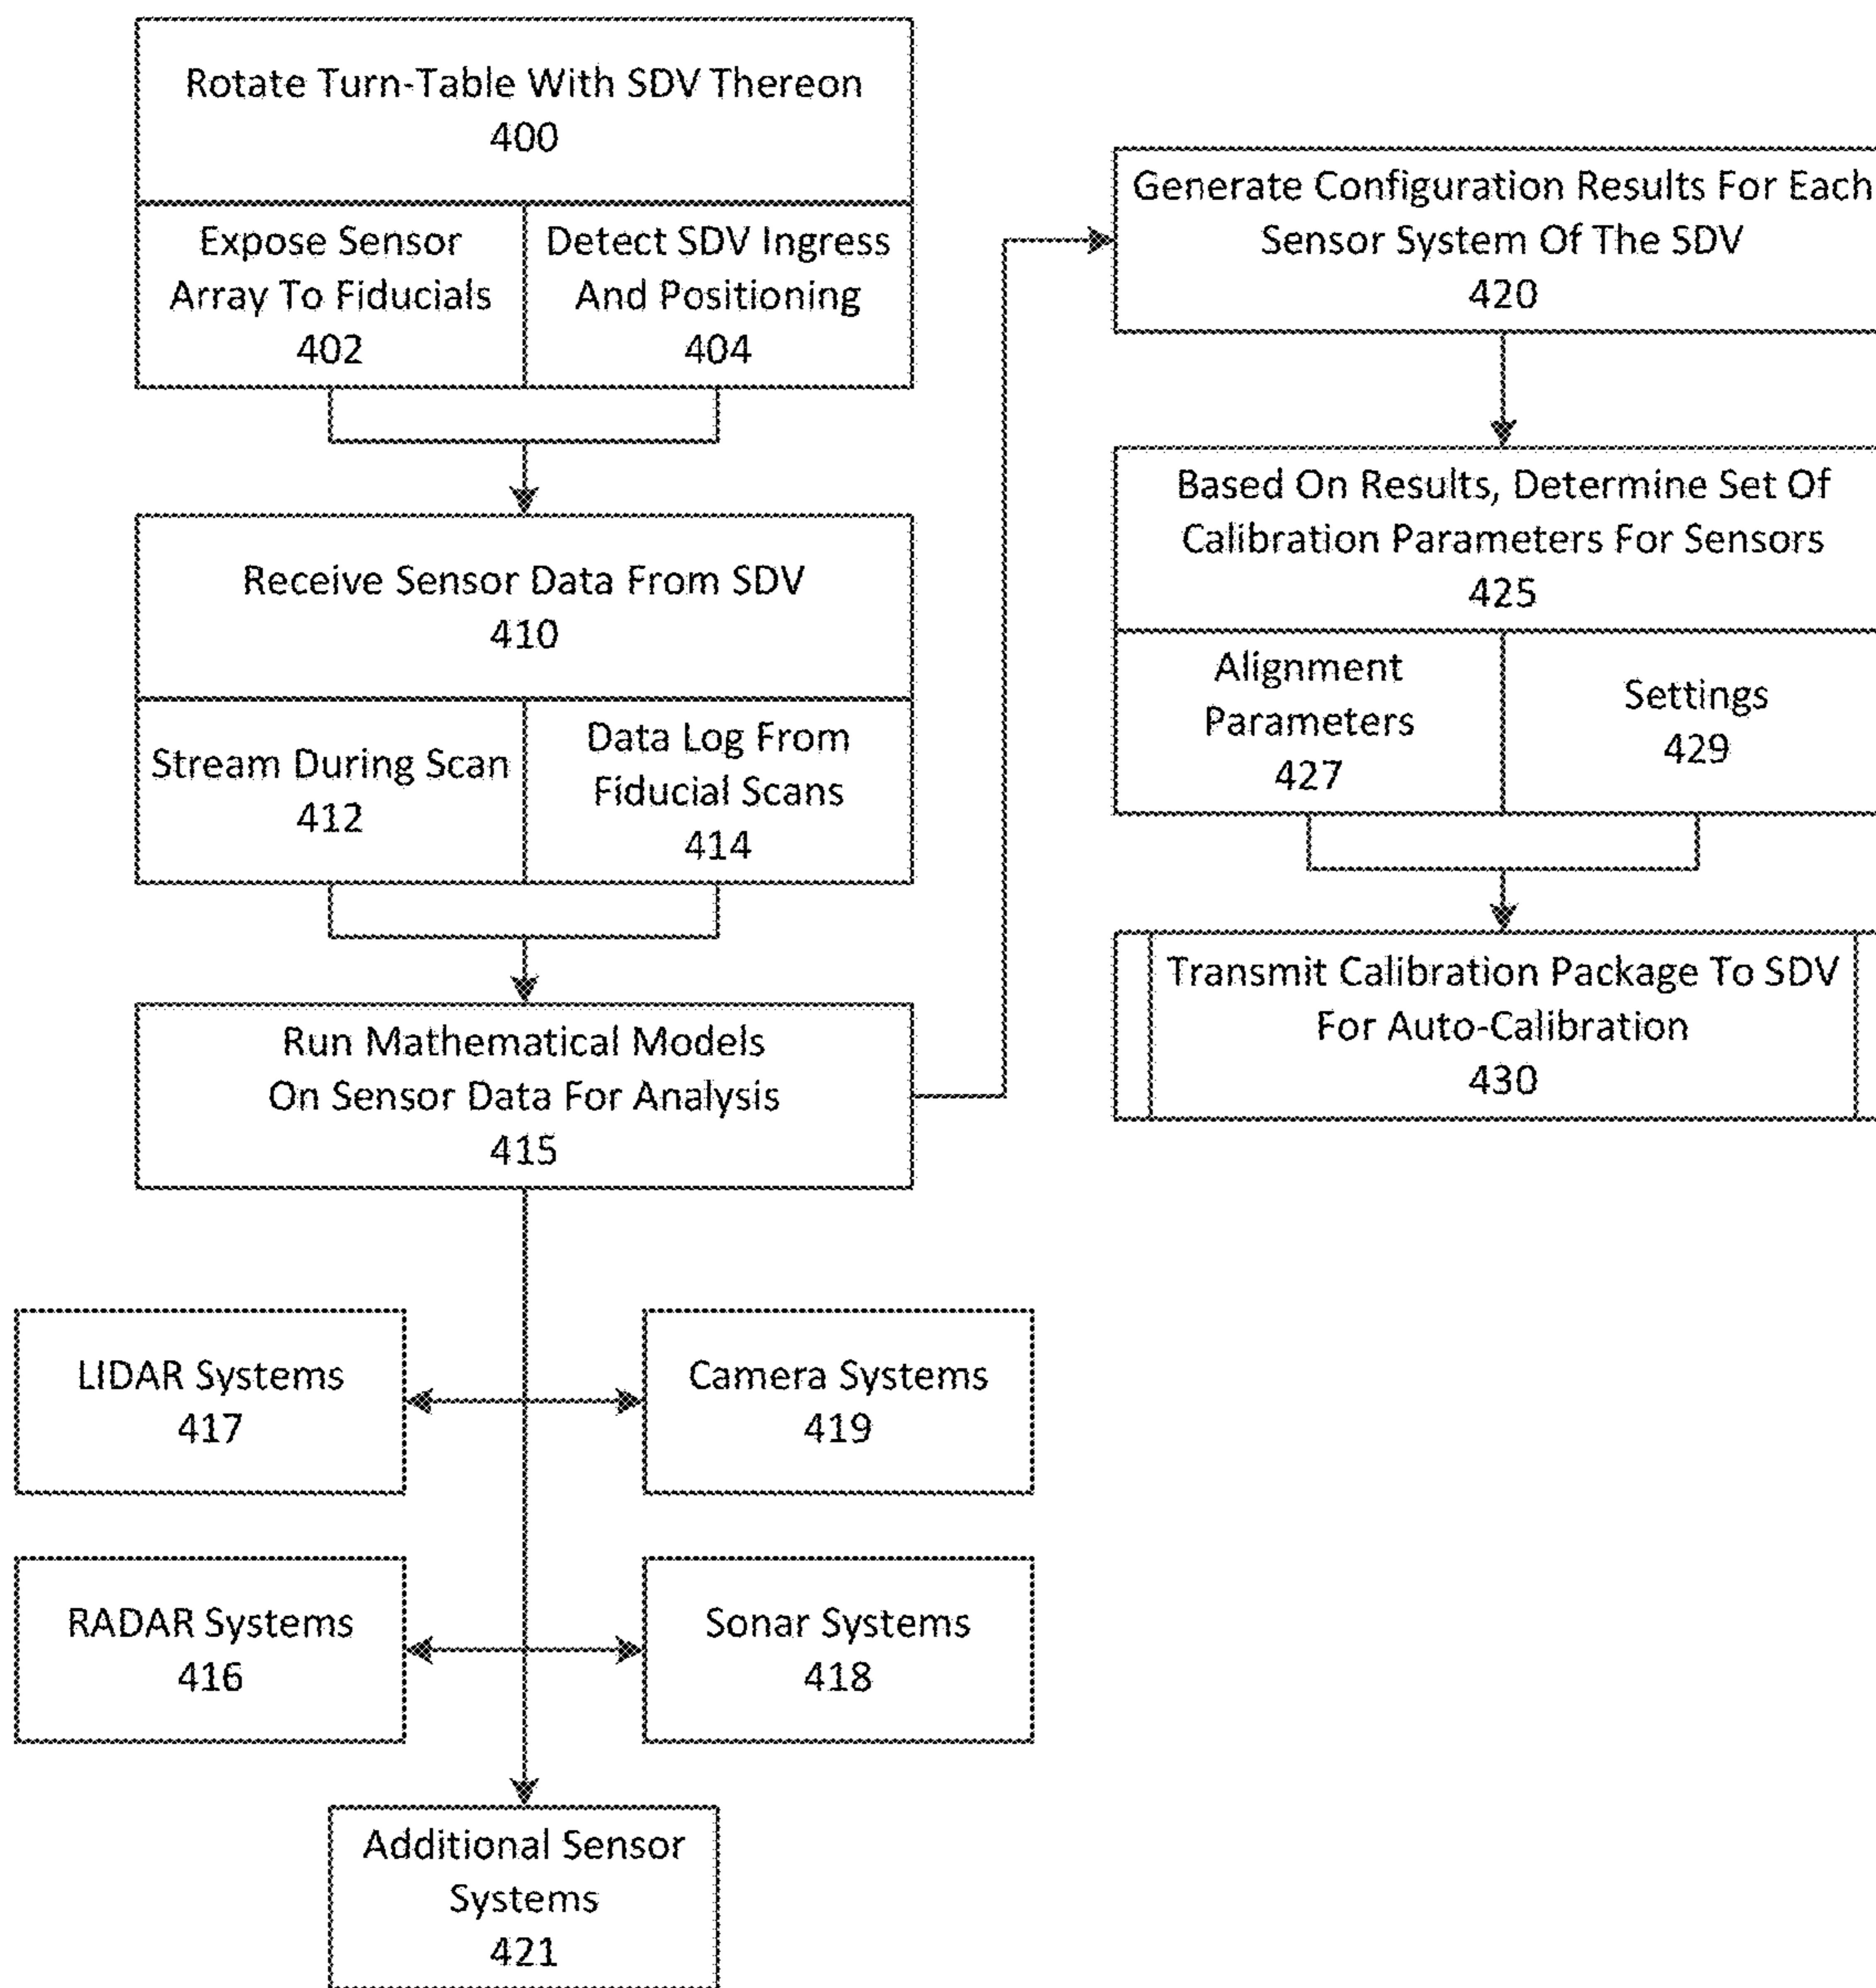 Rotate Turn-Table With SDV Thereon
400
Expose Sensor
Array To Fiducials
402
Detect SDV Ingress
And Positioning
404
Receive Sensor Data From SDV
410
Stream During Scan
412
Data Log From
Fiducial Scans
414
Run Mathematical Models
On Sensor Data For Analysis
415
LIDAR Systems
417
Camera Systems
419
RADAR Systems
416
Sonar Systems
418
Additional Sensor
Systems
421
Generate Configuration Results For Each
Sensor System Of The SDV
420
Based On Results, Determine Set Of
Calibration Parameters For Sensors
425
Alignment
Parameters
427
Settings
429
Transmit Calibration Package To SDV
For Auto-Calibration
430